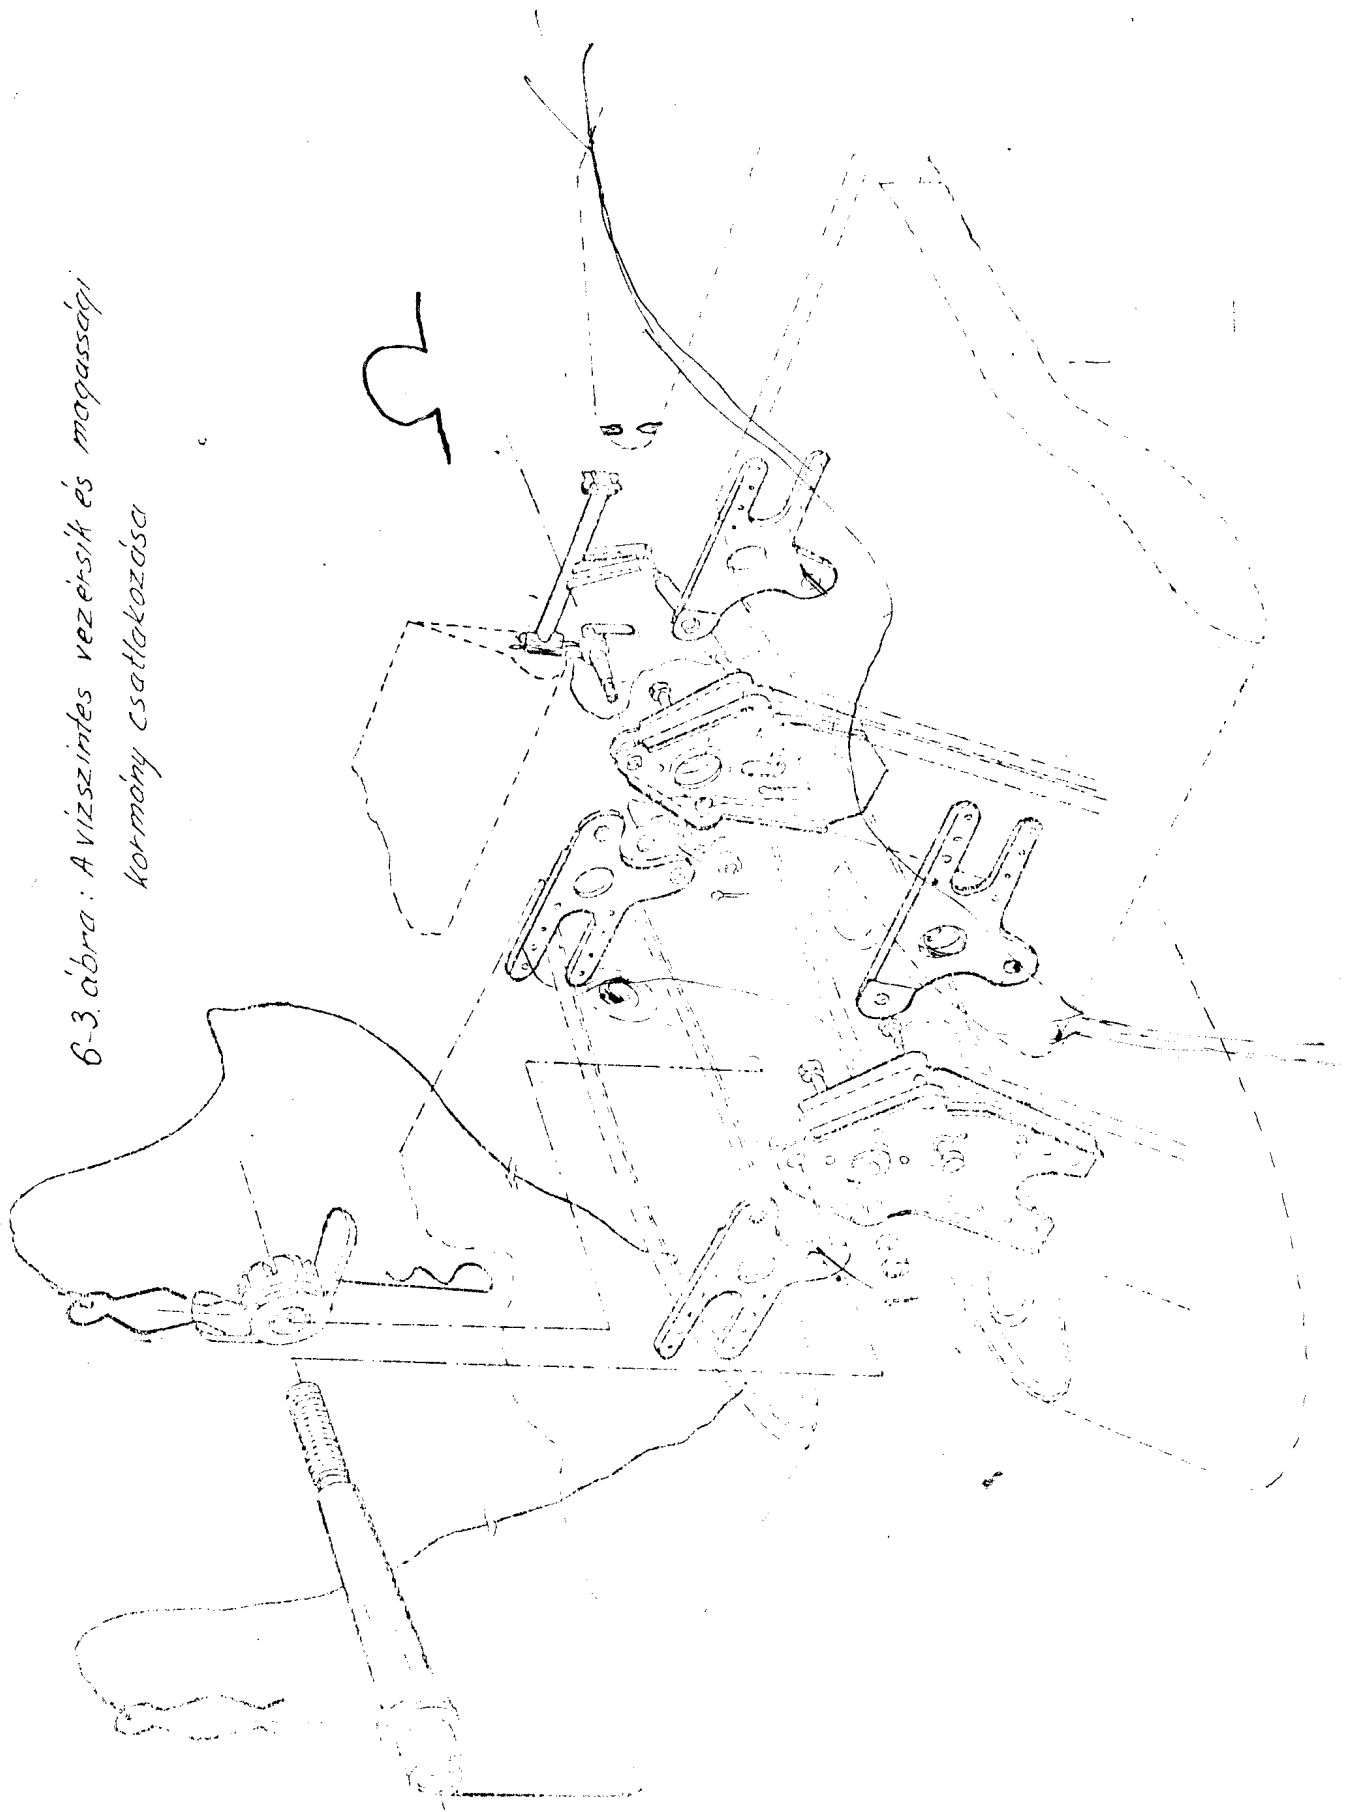 6-3. ábra: A vízszintes vezérsík és magassági
kormány csatlakozása